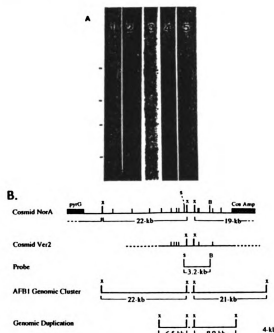 A
B.
pyrG
Cos Amp
Cosmid NorA
22-kb
19-kb
Cosmid Ver2
Probe
3.2-kb
AFB1 Genomic Cluster
22-kb
21-kb
Genomic Duplication
4-kl